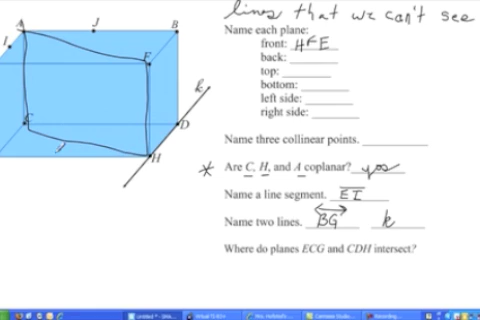 lines that we can't see
Name each plane:
front: HFE
back:
top:
bottom:
left side:
right side:
Name three collinear points.
* Are C, H, and A coplanar? yes
Name a line segment. EI
Name two lines. BG k
Where do planes ECG and CDH intersect?
A
J
B
I
F
k
C
D
H